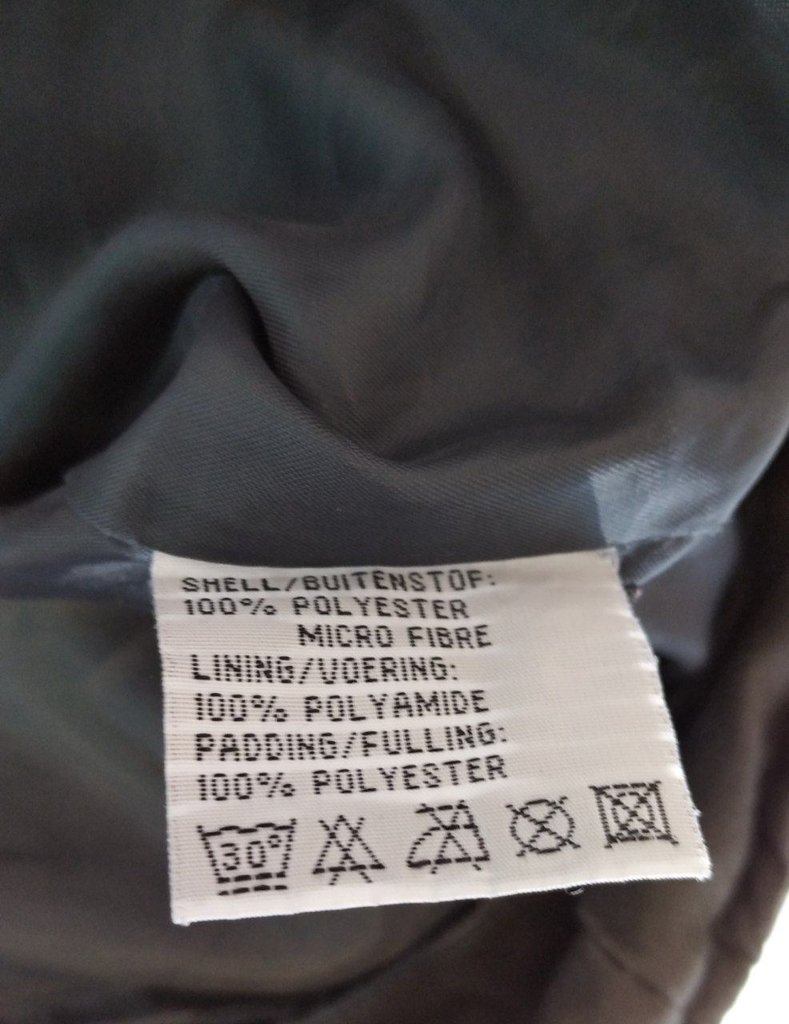 SHELL/BUITENSTOF:
100% POLYESTER
MICRO FIBRE
LINING/VOERING:
100% POLYAMIDE
PADDING/FULLING:
100% POLYESTER
30°